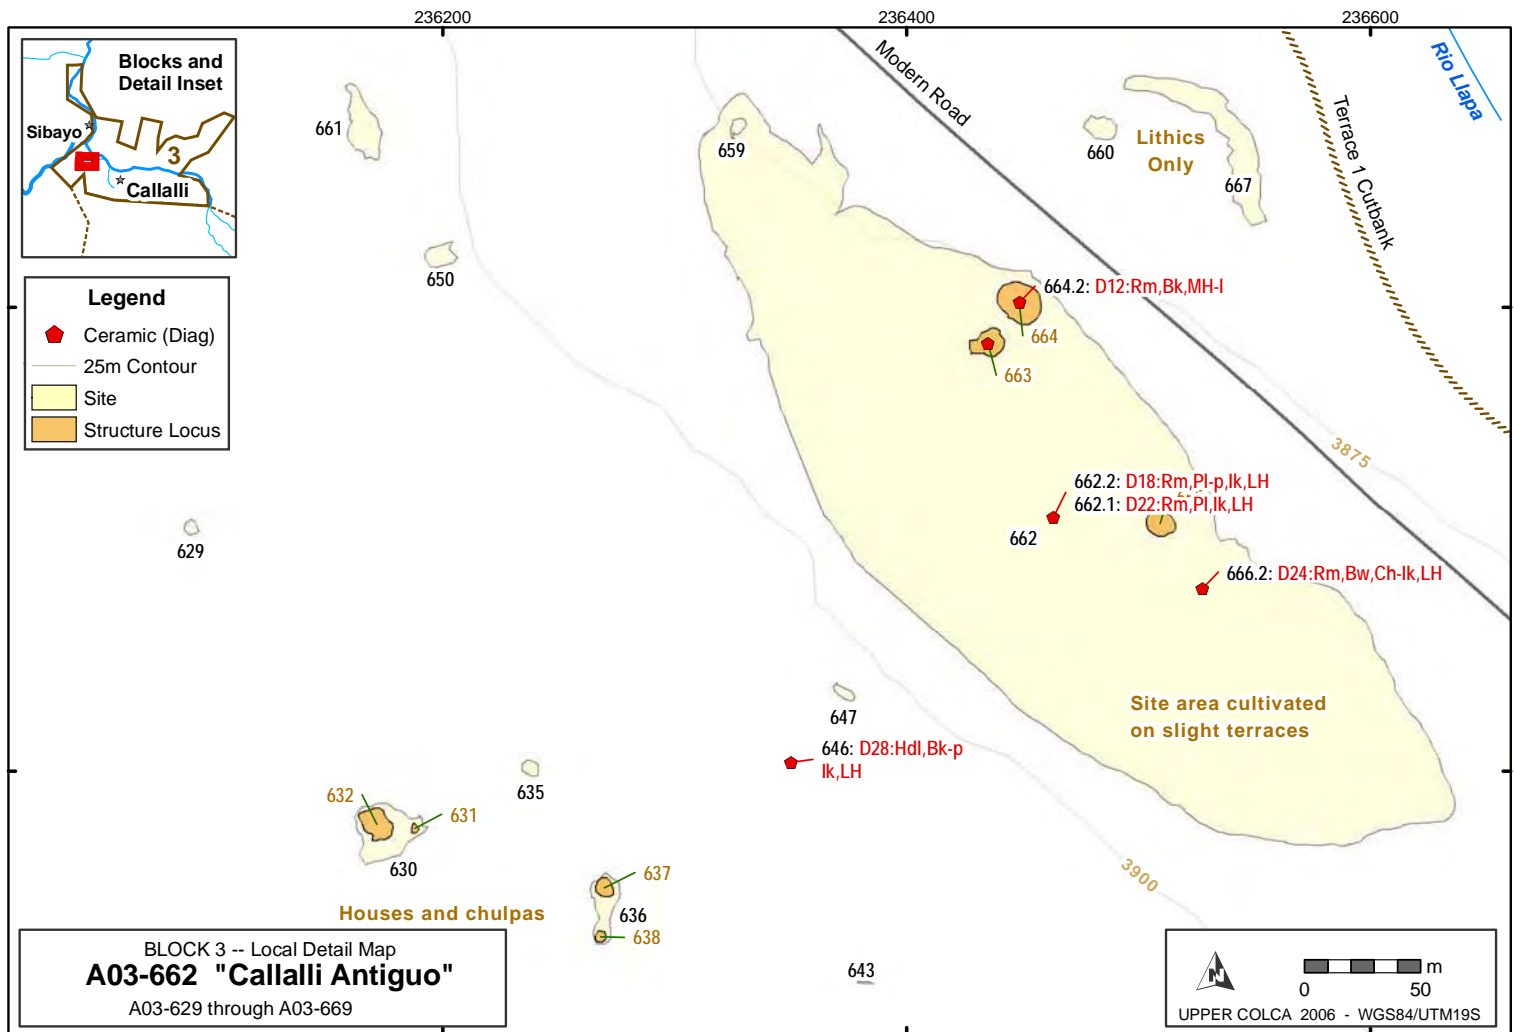 236200
236400
236600
Blocks and
Detail Inset
Sibayo
3
Callalli
Legend
Ceramic (Diag)
25m Contour
Site
Structure Locus
Modern Road
Terrace 1 Cutbank
Rio Llapa
661
659
660
Lithics
Only
667
650
664.2: D12:Rm,Bk,MH-I
664
663
3875
662.2: D18:Rm,Pl-p,Ik,LH
662.1: D22:Rm,Pl,Ik,LH
662
629
666.2: D24:Rm,Bw,Ch-Ik,LH
647
Site area cultivated
on slight terraces
646: D28:Hdl,Bk-p
Ik,LH
635
632
631
630
3900
637
636
638
Houses and chulpas
643
BLOCK 3 -- Local Detail Map
A03-662 "Callalli Antiguo"
A03-629 through A03-669
N
m
0 50
UPPER COLCA 2006 - WGS84/UTM19S